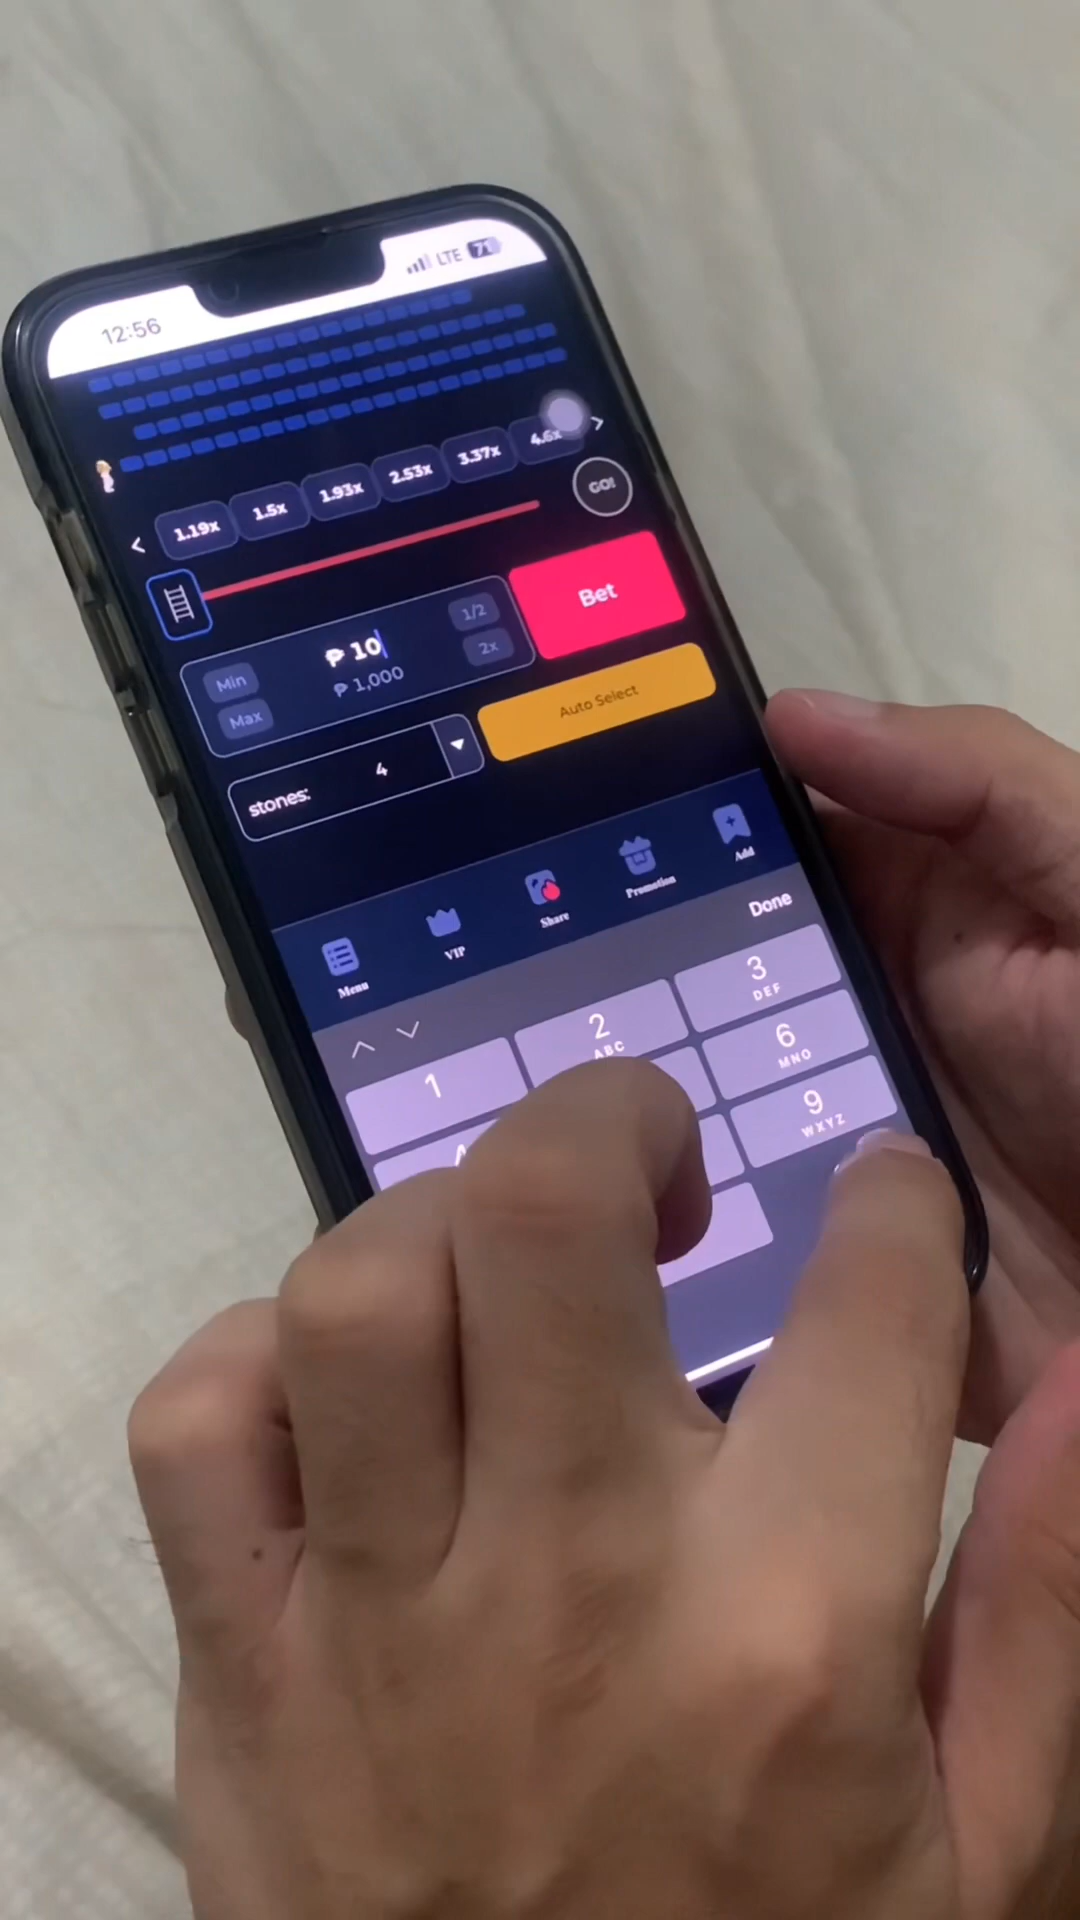 12:56 LTE 71
1.19x 1.5x 1.93x 2.53x 3.37x 4.6x
GO!
Min ₱ 10 1/2
Max ₱ 1,000 2x
Bet
stones: 4
Auto Select
Menu VIP Share Promotion Add
Done
1 2 3
ABC DEF
6
MNO
9
WXYZ